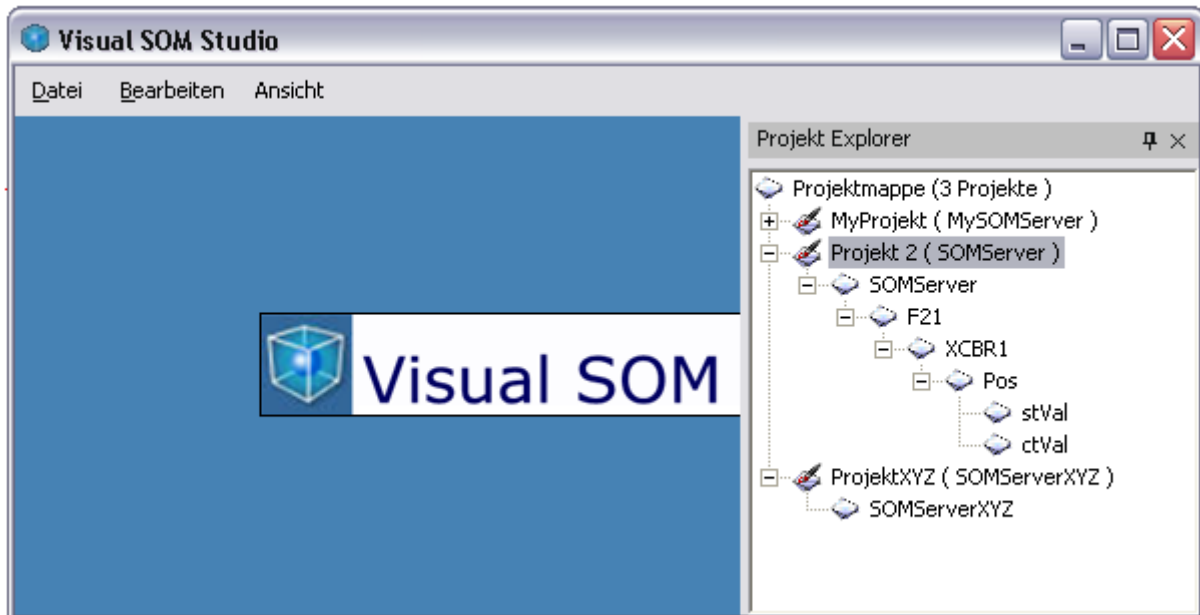 Visual SOM Studio
Datei Bearbeiten Ansicht
Projekt Explorer
Projektmappe (3 Projekte )
MyProjekt ( MySOMServer )
Projekt 2 ( SOMServer )
SOMServer
F21
XCBR1
Pos
stVal
ctVal
ProjektXYZ ( SOMServerXYZ )
SOMServerXYZ
Visual SOM